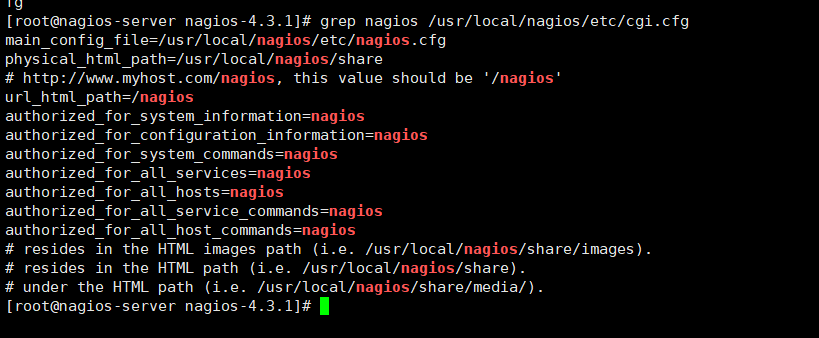 fg
[root@nagios-server nagios-4.3.1]# grep nagios /usr/local/nagios/etc/cgi.cfg
main_config_file=/usr/local/nagios/etc/nagios.cfg
physical_html_path=/usr/local/nagios/share
# http://www.myhost.com/nagios, this value should be '/nagios'
url_html_path=/nagios
authorized_for_system_information=nagios
authorized_for_configuration_information=nagios
authorized_for_system_commands=nagios
authorized_for_all_services=nagios
authorized_for_all_hosts=nagios
authorized_for_all_service_commands=nagios
authorized_for_all_host_commands=nagios
# resides in the HTML images path (i.e. /usr/local/nagios/share/images).
# resides in the HTML path (i.e. /usr/local/nagios/share).
# under the HTML path (i.e. /usr/local/nagios/share/media/).
[root@nagios-server nagios-4.3.1]#